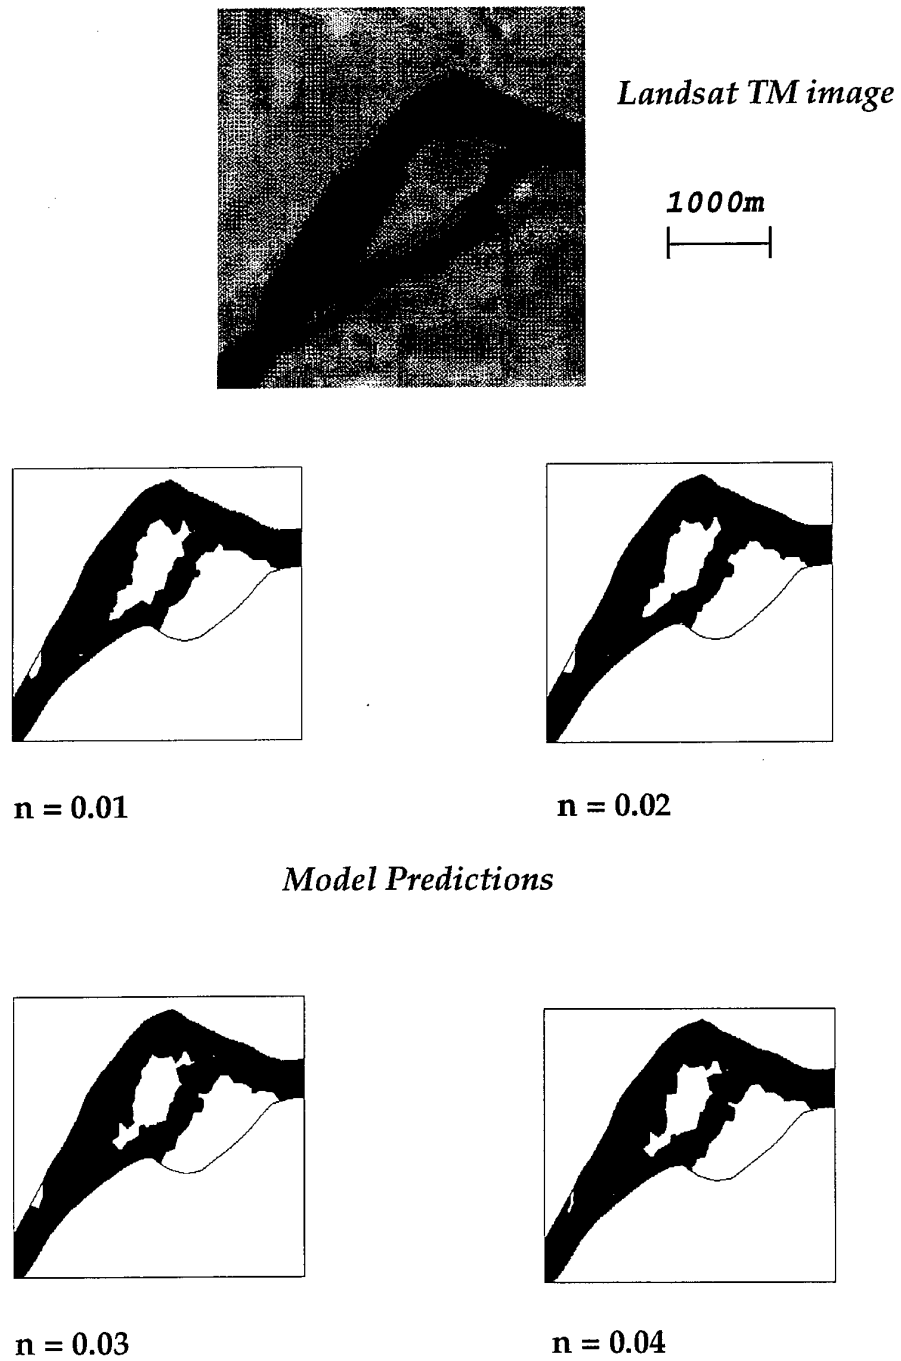 Landsat TM image
1000m
n = 0.01
n = 0.02
Model Predictions
n = 0.03
n = 0.04